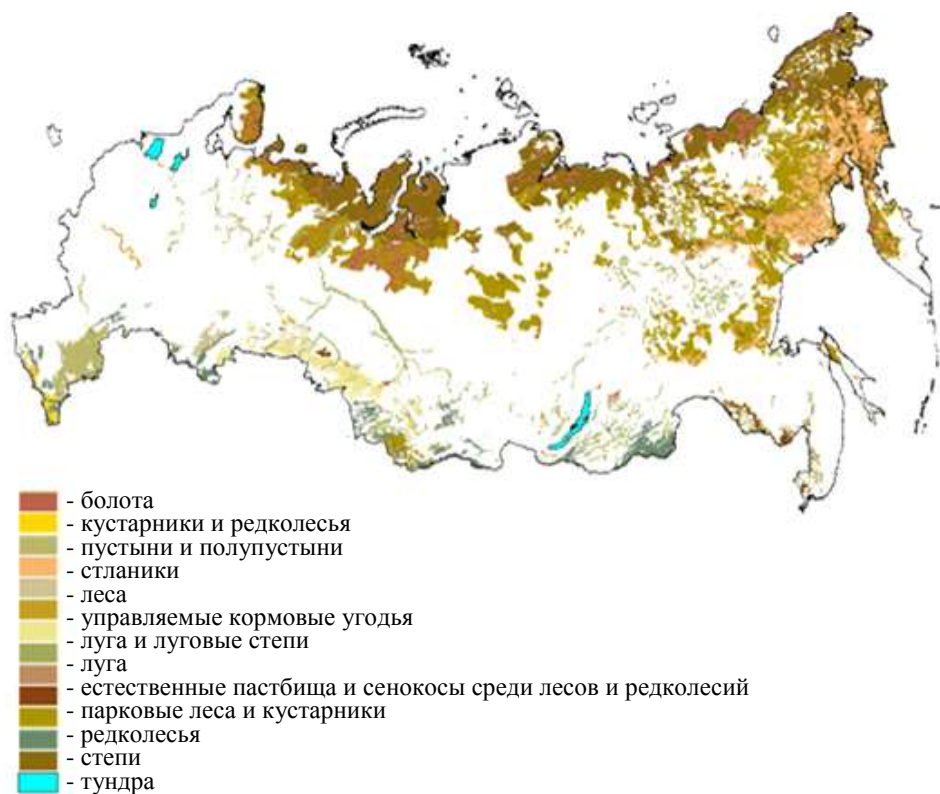 - болота
- кустарники и редколесья
- пустыни и полупустыни
- стланики
- леса
- управляемые кормовые угодья
- луга и луговые степи
- луга
- естественные пастбища и сенокосы среди лесов и редколесий
- парковые леса и кустарники
- редколесья
- степи
- тундра